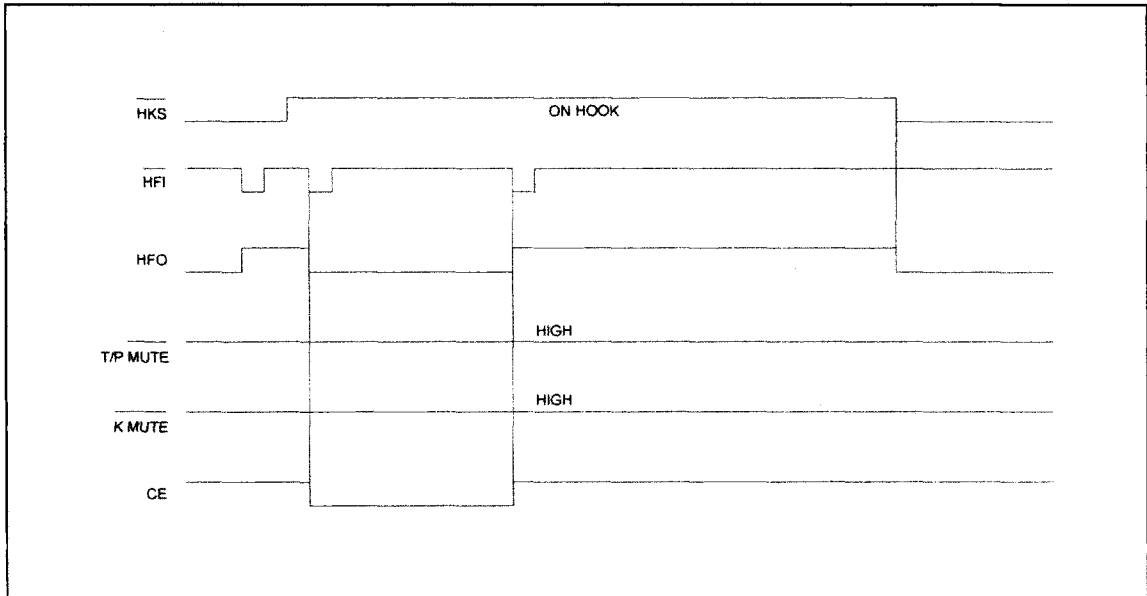 HKS
ON HOOK
HFI
HFO
HIGH
T/P MUTE
HIGH
K MUTE
CE